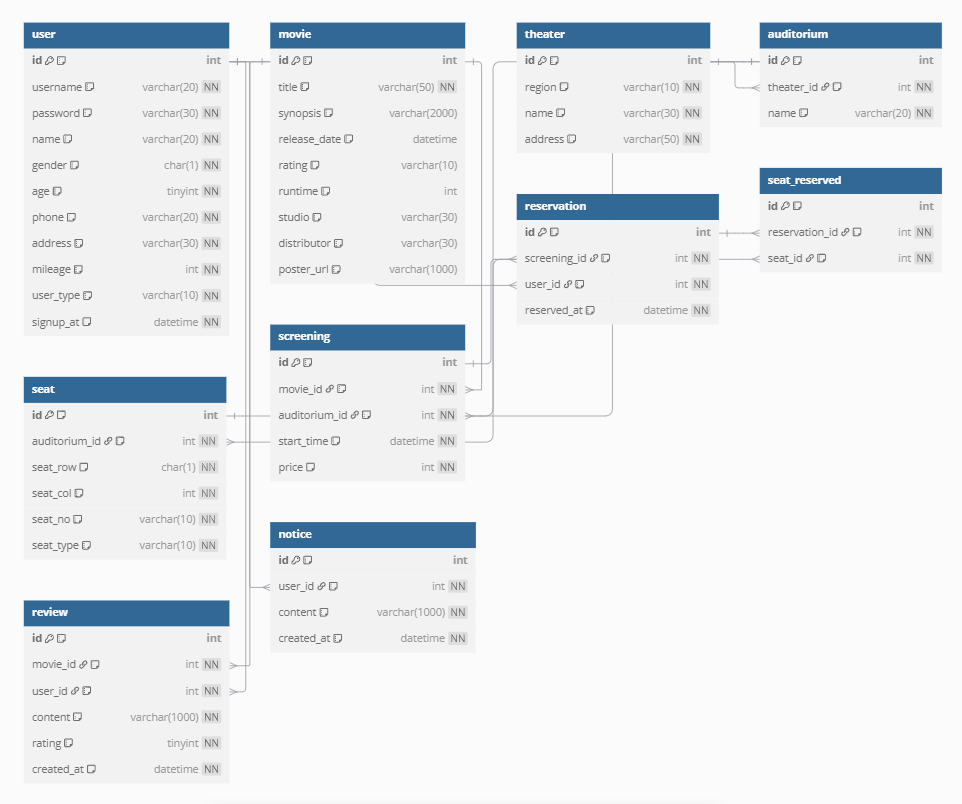 user
id int
username varchar(20) NN
password varchar(30) NN
name varchar(20) NN
gender char(1) NN
age tinyint NN
phone varchar(20) NN
address varchar(30) NN
mileage int NN
user_type varchar(10) NN
signup_at datetime NN
movie
id int
title varchar(50) NN
synopsis varchar(2000)
release_date datetime
rating varchar(10)
runtime int
studio varchar(30)
distributor varchar(30)
poster_url varchar(1000)
theater
id int
region varchar(10) NN
name varchar(30) NN
address varchar(50) NN
auditorium
id int
theater_id int NN
name varchar(20) NN
seat_reserved
id int
reservation_id int NN
seat_id int NN
reservation
id int
screening_id int NN
user_id int NN
reserved_at datetime NN
screening
id int
movie_id int NN
auditorium_id int NN
start_time datetime NN
price int NN
seat
id int
auditorium_id int NN
seat_row char(1) NN
seat_col int NN
seat_no varchar(10) NN
seat_type varchar(10) NN
notice
id int
user_id int NN
content varchar(1000) NN
created_at datetime NN
review
id int
movie_id int NN
user_id int NN
content varchar(1000) NN
rating tinyint NN
created_at datetime NN